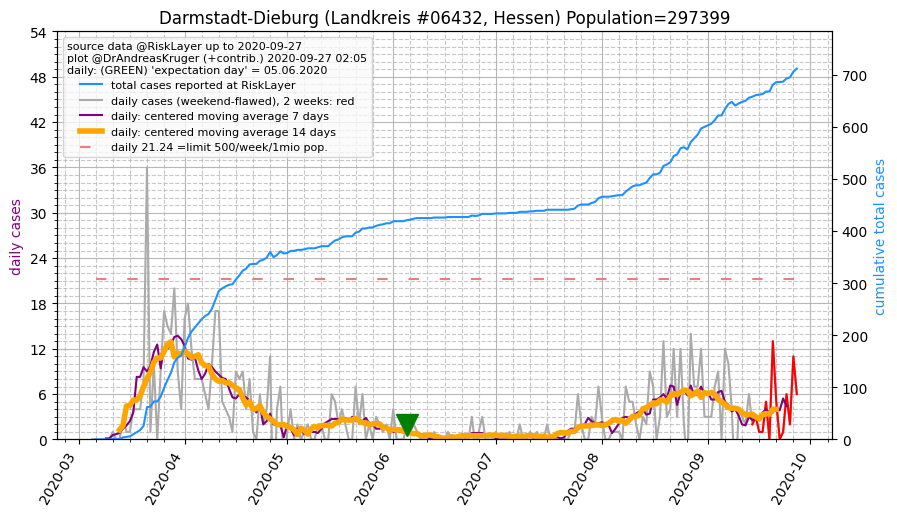 Darmstadt-Dieburg (Landkreis #06432, Hessen) Population=297399
source data @RiskLayer up to 2020-09-27
plot @DrAndreasKruger (+contrib.) 2020-09-27 02:05
daily: (GREEN) 'expectation day' = 05.06.2020
total cases reported at RiskLayer
daily cases (weekend-flawed), 2 weeks: red
daily: centered moving average 7 days
daily: centered moving average 14 days
daily 21.24 =limit 500/week/1mio pop.
daily cases
54
48
42
36
30
24
18
12
6
0
cumulative total cases
700
600
500
400
300
200
100
0
2020-03
2020-04
2020-05
2020-06
2020-07
2020-08
2020-09
2020-10